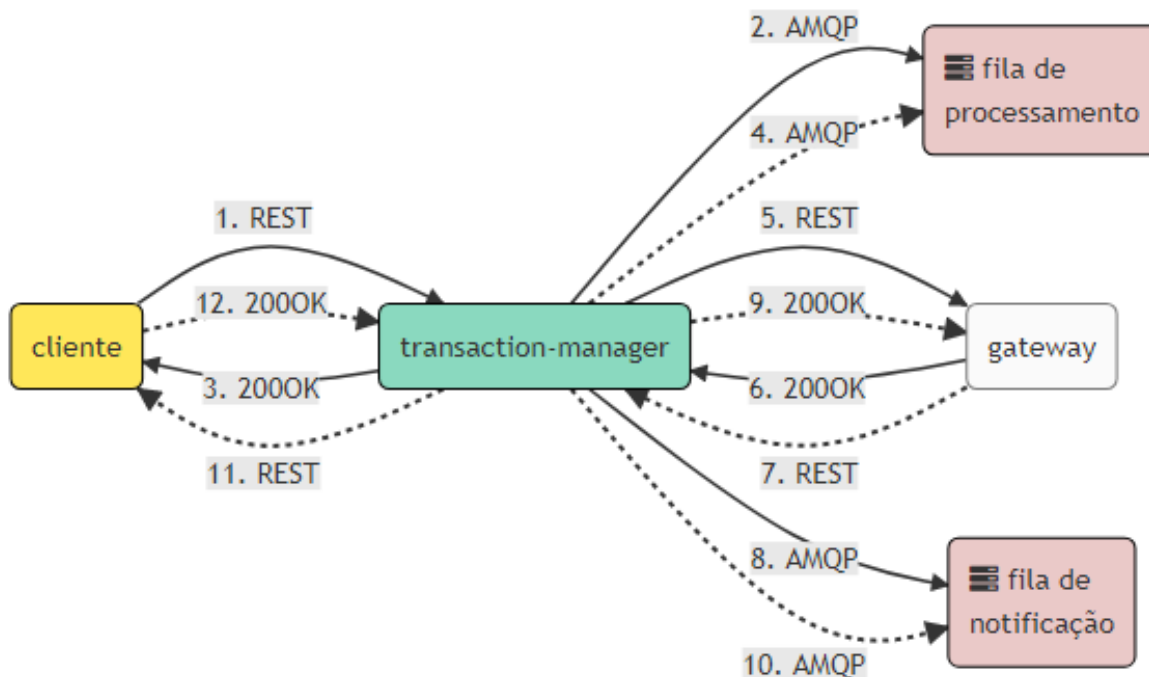 2. AMQP
fila de
processamento
4. AMQP
1. REST
5. REST
12. 200OK
9. 200OK
cliente
transaction-manager
gateway
3. 200OK
6. 200OK
11. REST
7. REST
8. AMQP
fila de
notificação
10. AMQP